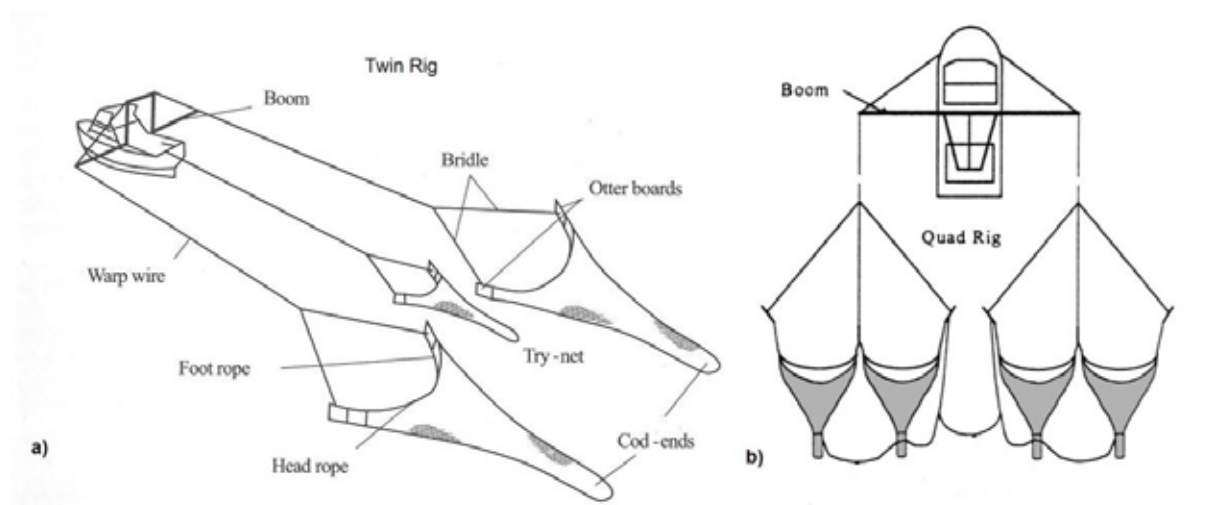 Twin Rig
Boom
Bridle
Otter boards
Warp wire
Try-net
Foot rope
Cod-ends
Head rope
a)
Boom
Quad Rig
b)